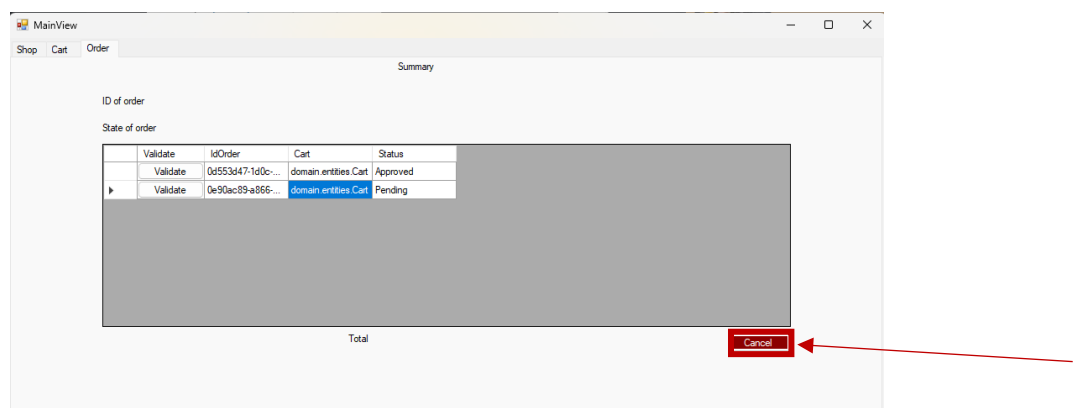 MainView
Shop Cart Order
Summary
ID of order
State of order
Validate IdOrder Cart Status
Validate 0d553d47-1d0c-... domain.entities.Cart Approved
Validate 0e90ac89-a866-... domain.entities.Cart Pending
Total
Cancel